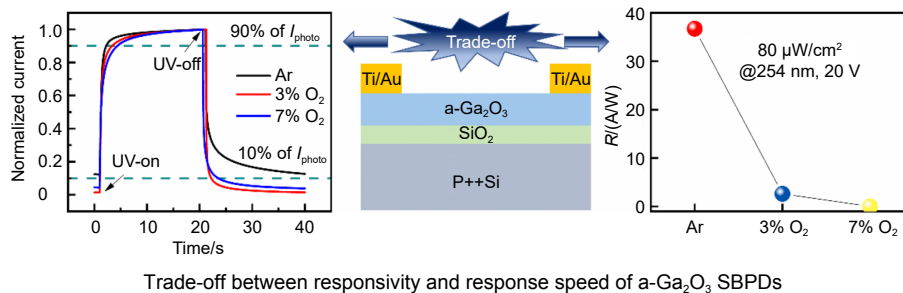 1.0
0.8
0.6
0.4
0.2
0
Normalized current
90% of I_photo
UV-off
Ar
3% O₂
7% O₂
10% of I_photo
UV-on
0 10 20 30 40
Time/s
Trade-off
Ti/Au Ti/Au
a-Ga₂O₃
SiO₂
P++Si
40
30
20
10
0
R/(A/W)
80 μW/cm²
@254 nm, 20 V
Ar 3% O₂ 7% O₂
Trade-off between responsivity and response speed of a-Ga₂O₃ SBPDs